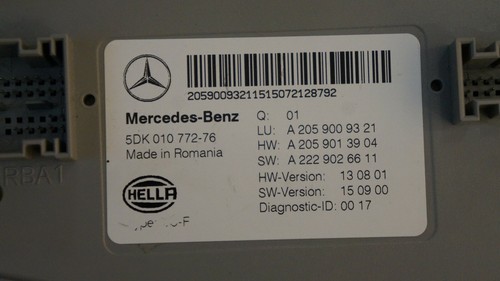 20590093211515072128792
Mercedes-Benz
5DK 010 772-76
Made in Romania
Q: 01
LU: A 205 900 93 21
HW: A 205 901 39 04
SW: A 222 902 66 11
HW-Version: 13 08 01
SW-Version: 15 09 00
Diagnostic-ID: 00 17
HELLA
RBA1